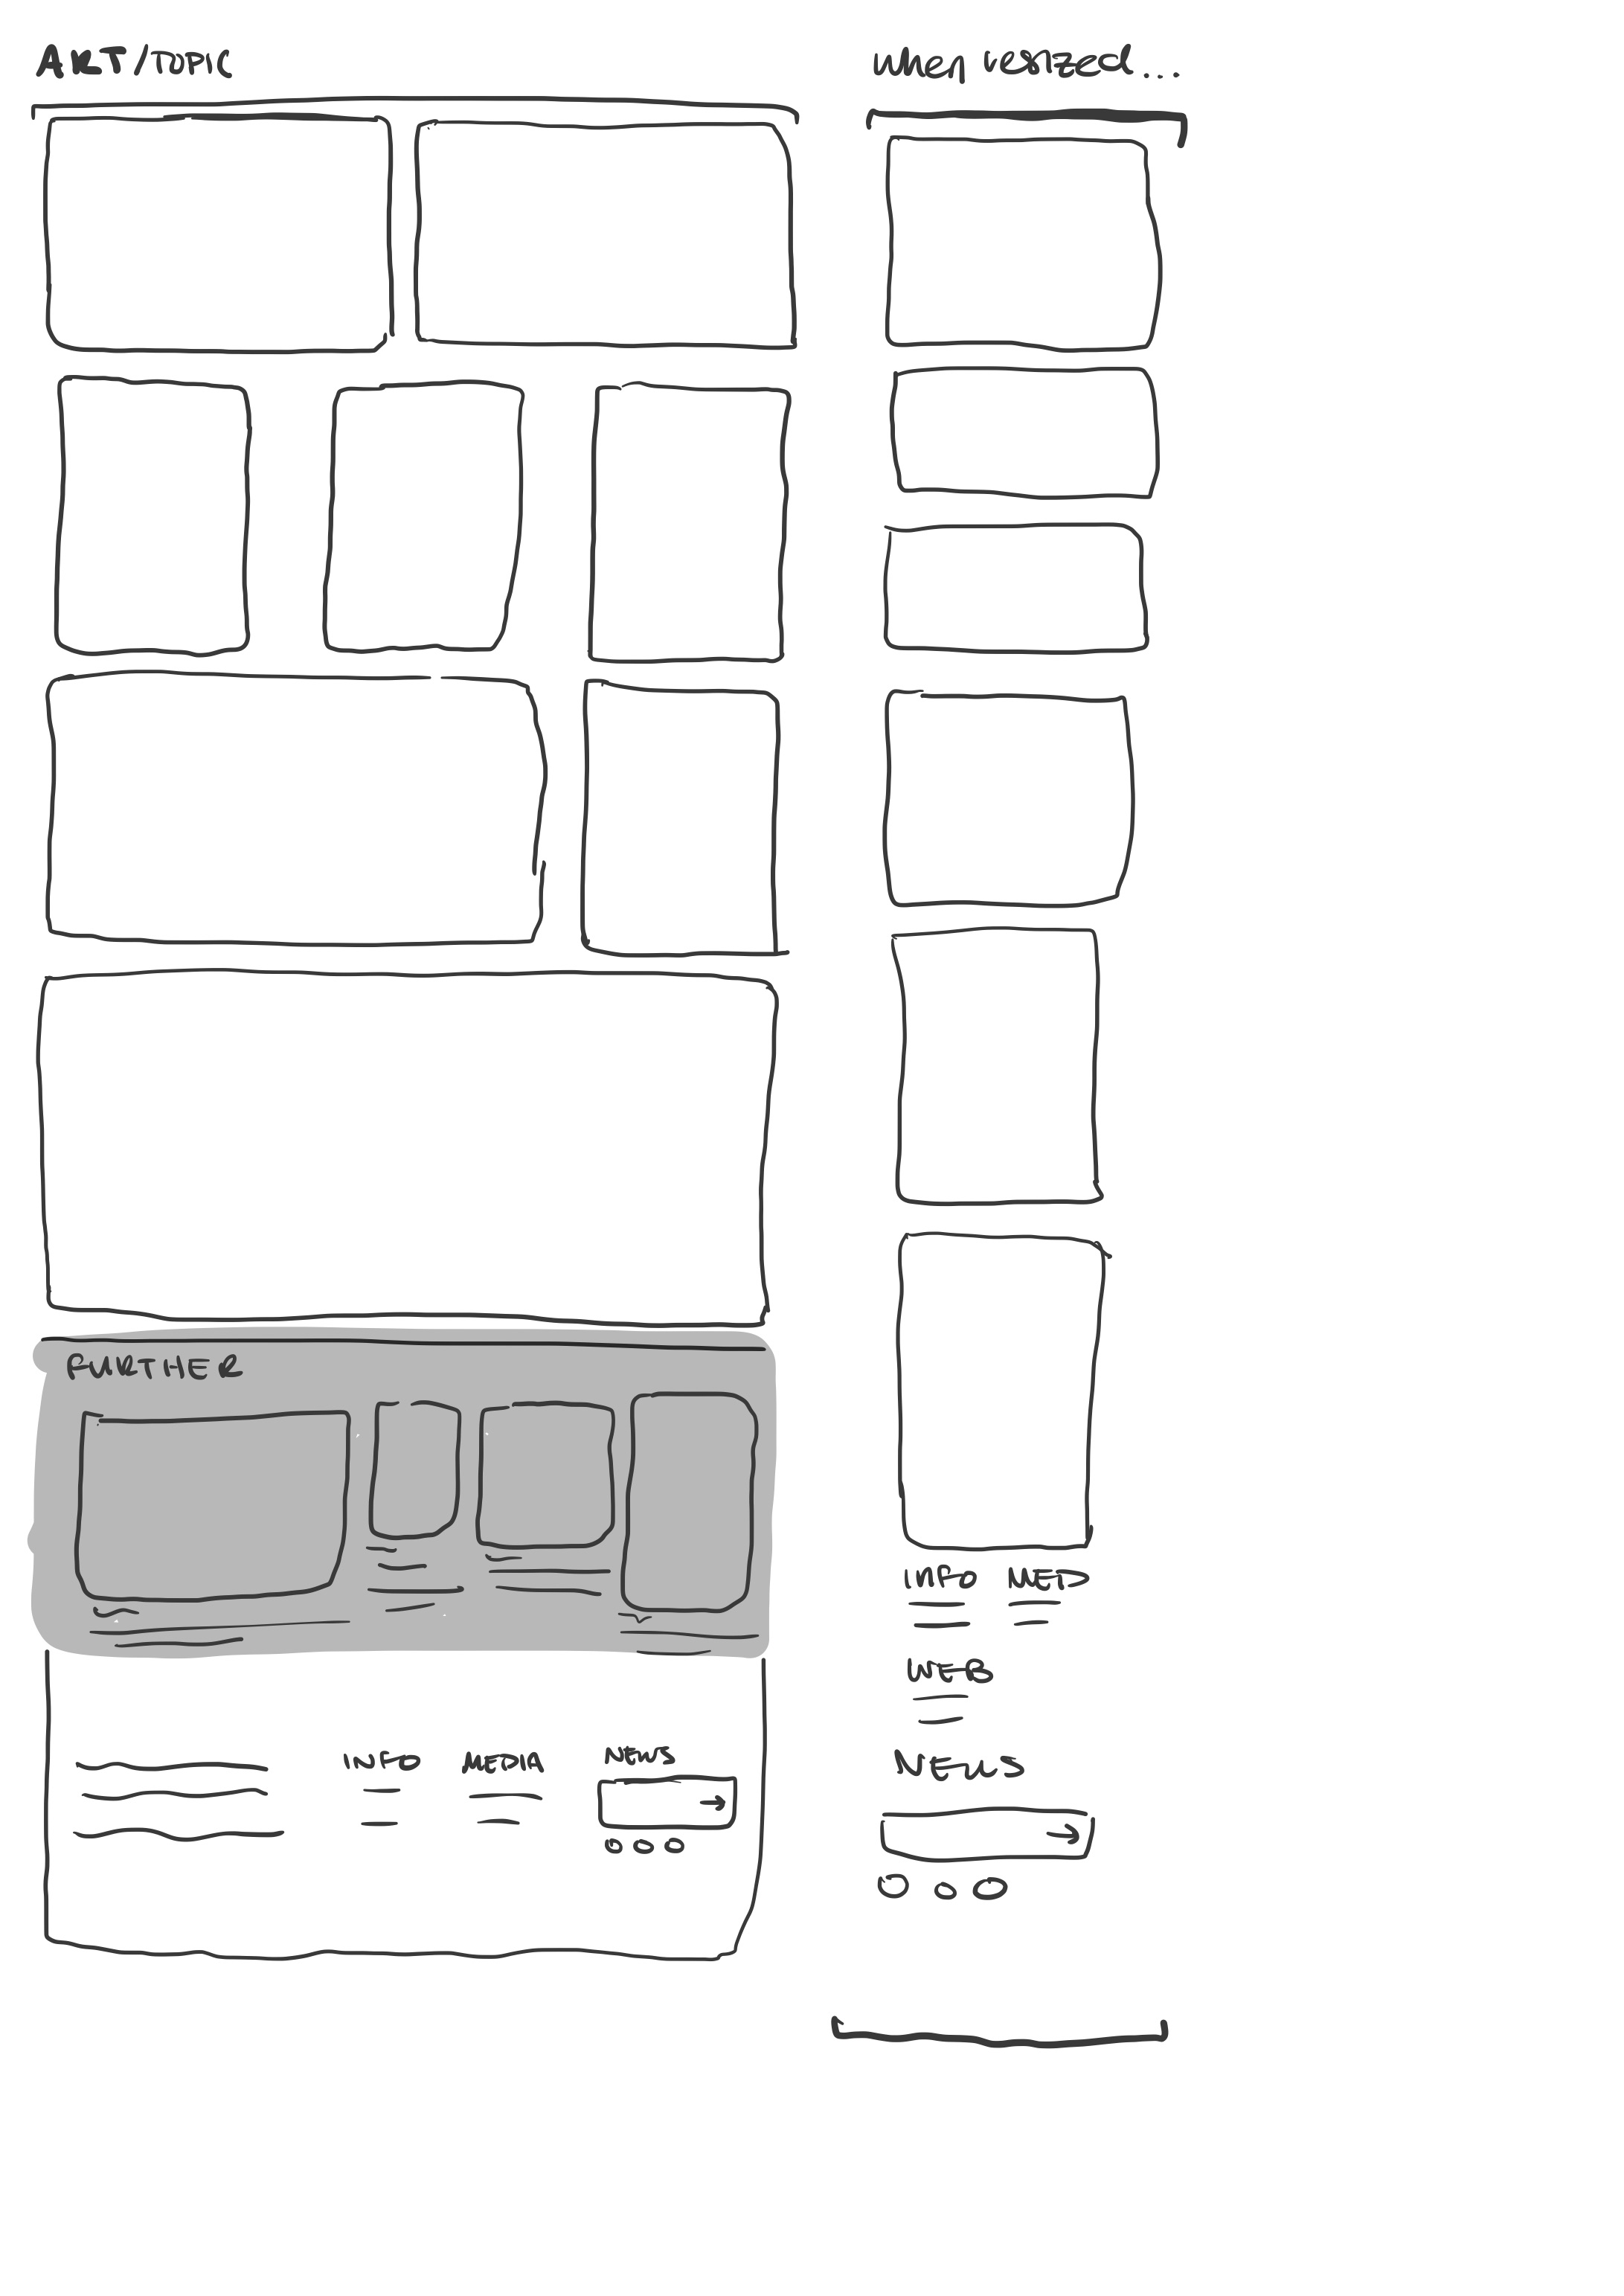 ART/TOPIC
when resized...
FURTHER
INFO MED
WEB
NEWS
INFO MEDIA NEWS